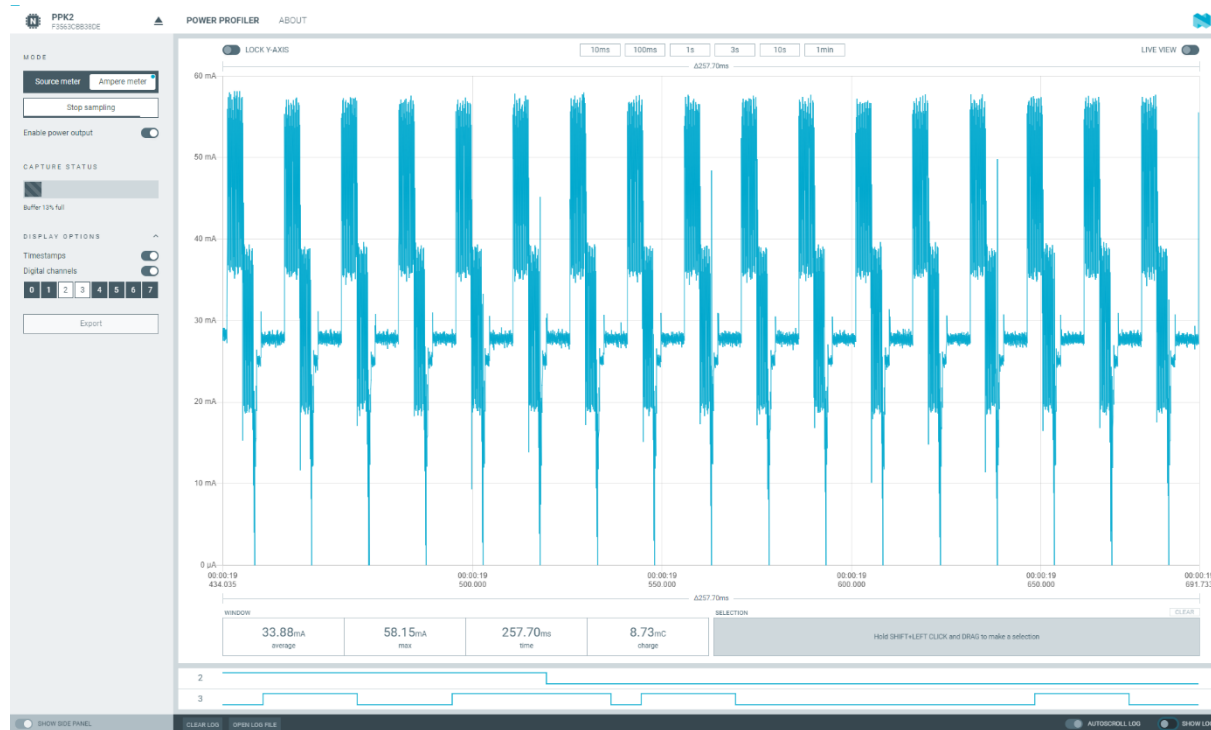 PPK2
F3563CBB38DE
POWER PROFILER ABOUT
MODE
Source meter Ampere meter
Stop sampling
Enable power output
CAPTURE STATUS
Buffer 13% full
DISPLAY OPTIONS
Timestamps
Digital channels
0 1 2 3 4 5 6 7
Export
LOCK Y-AXIS 10ms 100ms 1s 3s 10s 1min LIVE VIEW
Δ257.70ms
60 mA
50 mA
40 mA
30 mA
20 mA
10 mA
0 µA
00:00:19 00:00:19 00:00:19 00:00:19 00:00:19 00:00:19
434.035 500.000 550.000 600.000 650.000 691.733
Δ257.70ms
WINDOW SELECTION CLEAR
33.88mA 58.15mA 257.70ms 8.73mC
average max time charge
Hold SHIFT+LEFT CLICK and DRAG to make a selection
2
3
SHOW SIDE PANEL CLEAR LOG OPEN LOG FILE AUTOSCROLL LOG SHOW LO